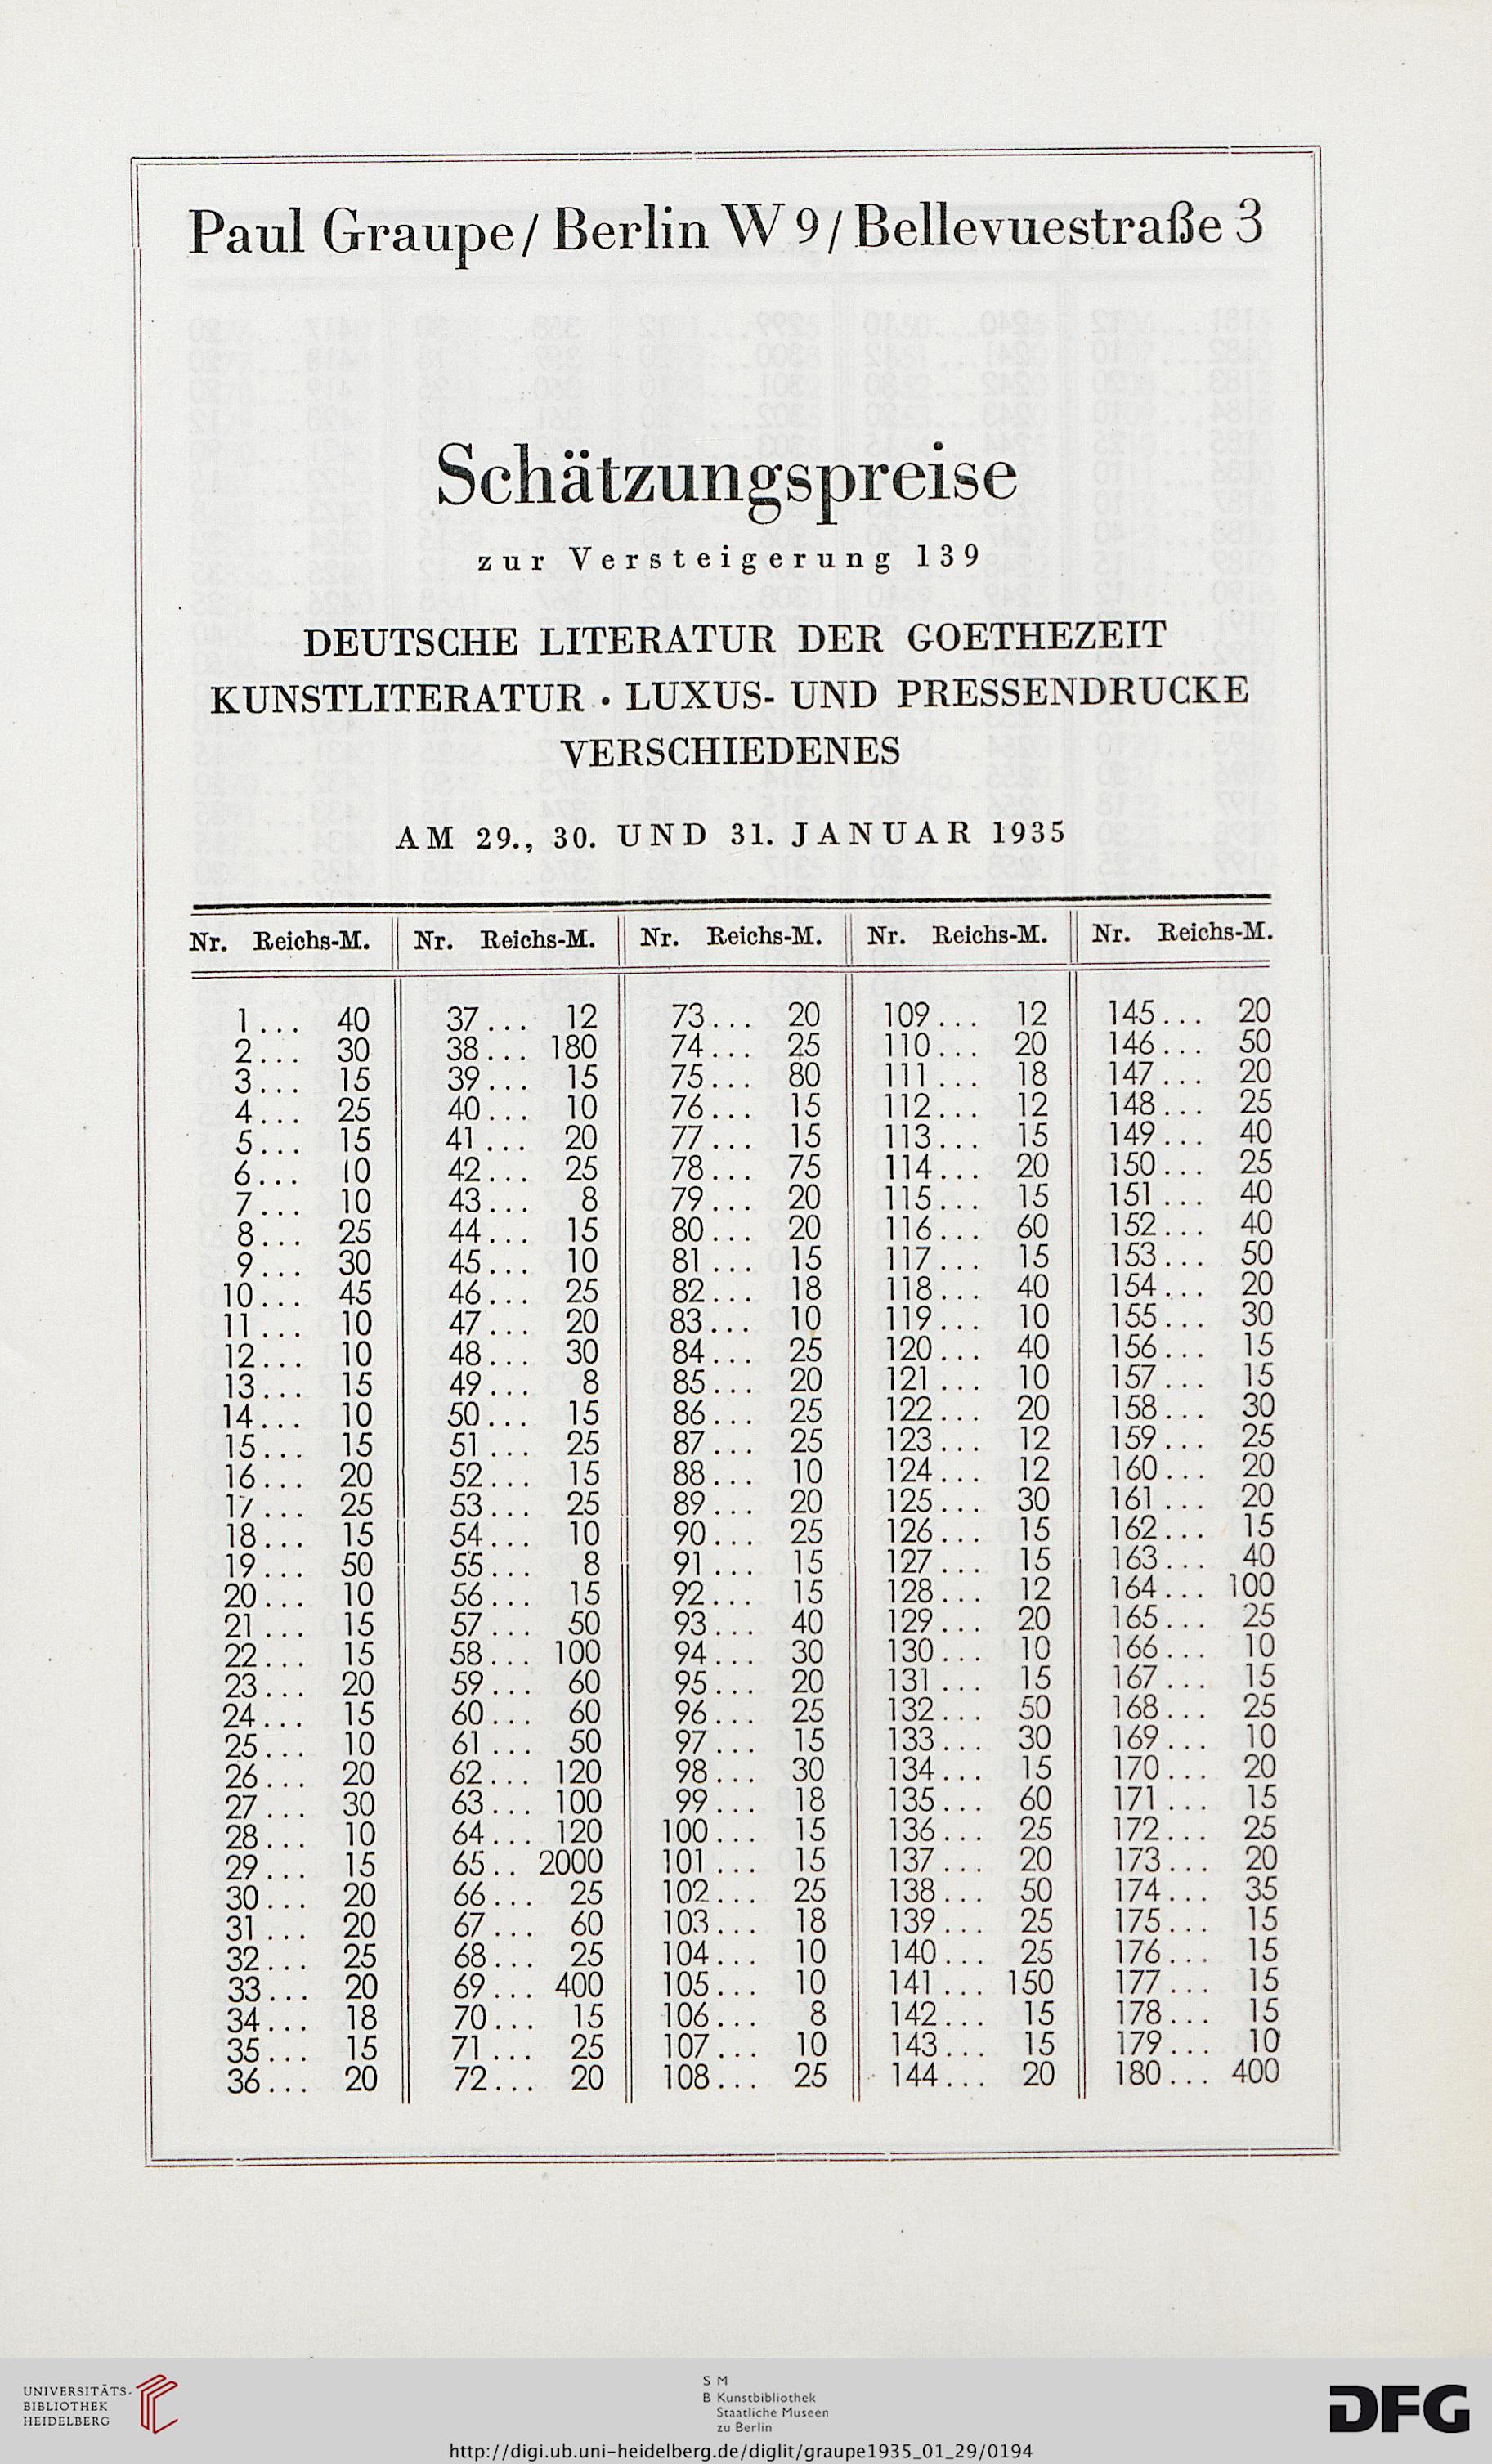 Paul Graupe / Berlin W 9 / Bellevuestraße 3
Schätzungspreise
zur Versteigerung 139
DEUTSCHE LITERATUR DER GOETHEZEIT
KUNSTLITERATUR · LUXUS- UND PRESSENDRUCKE
VERSCHIEDENES
AM 29., 30. UND 31. JANUAR 1935
Nr. Reichs-M. Nr. Reichs-M. Nr. Reichs-M. Nr. Reichs-M. Nr. Reichs-M.
1... 40 37... 12 73... 20 109... 12 145... 20
2... 30 38... 180 74... 25 110... 20 146... 50
3... 15 39... 15 75... 80 111... 18 147... 20
4... 25 40... 10 76... 15 112... 12 148... 25
5... 15 41... 20 77... 15 113... 15 149... 40
6... 10 42... 25 78... 75 114... 20 150... 25
7... 10 43... 8 79... 20 115... 15 151... 40
8... 25 44... 15 80... 20 116... 60 152... 40
9... 30 45... 10 81... 15 117... 15 153... 50
10... 45 46... 25 82... 18 118... 40 154... 20
11... 10 47... 20 83... 10 119... 10 155... 30
12... 10 48... 30 84... 25 120... 40 156... 15
13... 15 49... 8 85... 20 121... 10 157... 15
14... 10 50... 15 86... 25 122... 20 158... 30
15... 15 51... 25 87... 25 123... 12 159... 25
16... 20 52... 15 88... 10 124... 12 160... 20
17... 25 53... 25 89... 20 125... 30 161... 20
18... 15 54... 10 90... 25 126... 15 162... 15
19... 50 55... 8 91... 15 127... 15 163... 40
20... 10 56... 15 92... 15 128... 12 164... 100
21... 15 57... 50 93... 40 129... 20 165... 25
22... 15 58... 100 94... 30 130... 10 166... 10
23... 20 59... 60 95... 20 131... 15 167... 15
24... 15 60... 60 96... 25 132... 50 168... 25
25... 10 61... 50 97... 15 133... 30 169... 10
26... 20 62... 120 98... 30 134... 15 170... 20
27... 30 63... 100 99... 18 135... 60 171... 15
28... 10 64... 120 100... 15 136... 25 172... 25
29... 15 65.. 2000 101... 15 137... 20 173... 20
30... 20 66... 25 102... 25 138... 50 174... 35
31... 20 67... 60 103... 18 139... 25 175... 15
32... 25 68... 25 104... 10 140... 25 176... 15
33... 20 69... 400 105... 10 141... 150 177... 15
34... 18 70... 15 106... 8 142... 15 178... 15
35... 15 71... 25 107... 10 143... 15 179... 10
36... 20 72... 20 108... 25 144... 20 180... 400
UNIVERSITÄTS-
BIBLIOTHEK
HEIDELBERG
S M
B Kunstbibliothek
Staatliche Museen
zu Berlin
DFG
http://digi.ub.uni-heidelberg.de/diglit/graupe1935_01_29/0194